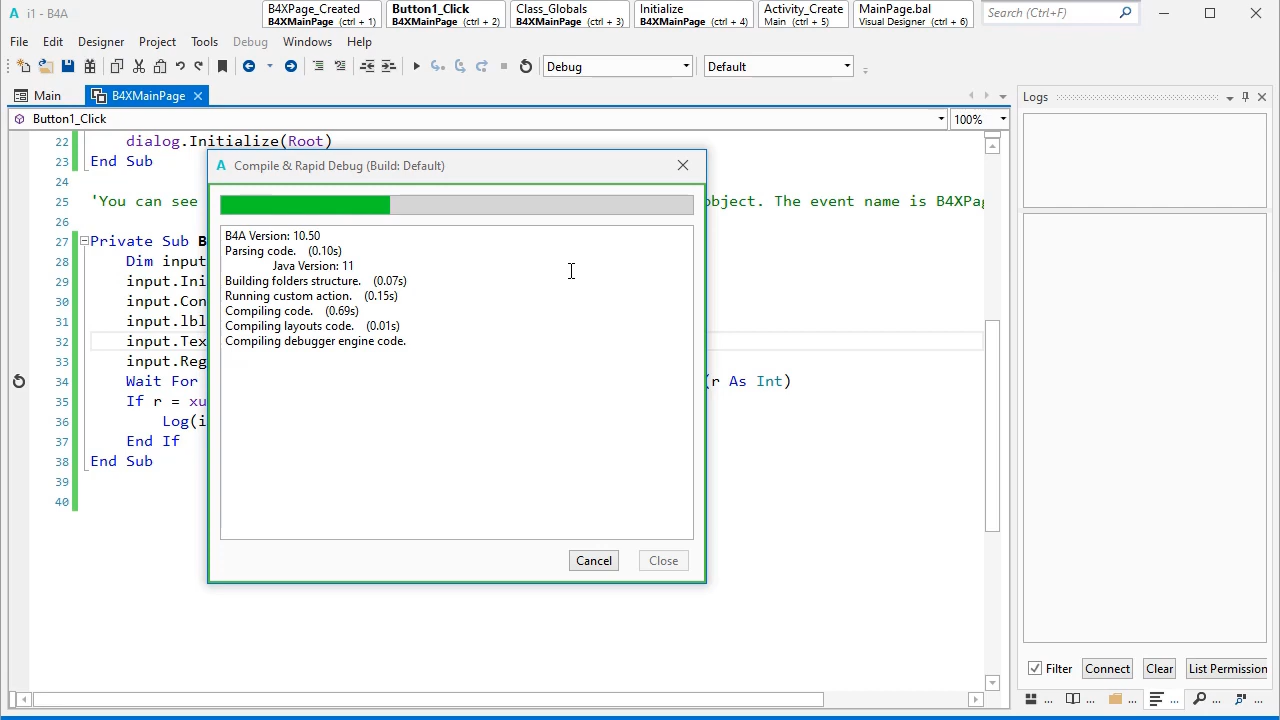 i1 - B4A
B4XPage_Created
B4XMainPage (ctrl + 1)
Button1_Click
B4XMainPage (ctrl + 2)
Class_Globals
B4XMainPage (ctrl + 3)
Initialize
B4XMainPage (ctrl + 4)
Activity_Create
Main (ctrl + 5)
MainPage.bal
Visual Designer (ctrl + 6)
Search (Ctrl+F)
File Edit Designer Project Tools Debug Windows Help
Debug
Default
Main
B4XMainPage
Logs
Button1_Click
100%
22 dialog.Initialize(Root)
23 End Sub
24
25 'You can see object. The event name is B4XPag
26
27 Private Sub B
28 Dim input
29 input.Ini
30 input.Con
31 input.lbl
32 input.Tex
33 input.Reg
34 Wait For (r As Int)
35 If r = xu
36 Log(i
37 End If
38 End Sub
39
40
Compile & Rapid Debug (Build: Default)
B4A Version: 10.50
Parsing code. (0.10s)
Java Version: 11
Building folders structure. (0.07s)
Running custom action. (0.15s)
Compiling code. (0.69s)
Compiling layouts code. (0.01s)
Compiling debugger engine code.
Cancel
Close
Filter
Connect
Clear
List Permission